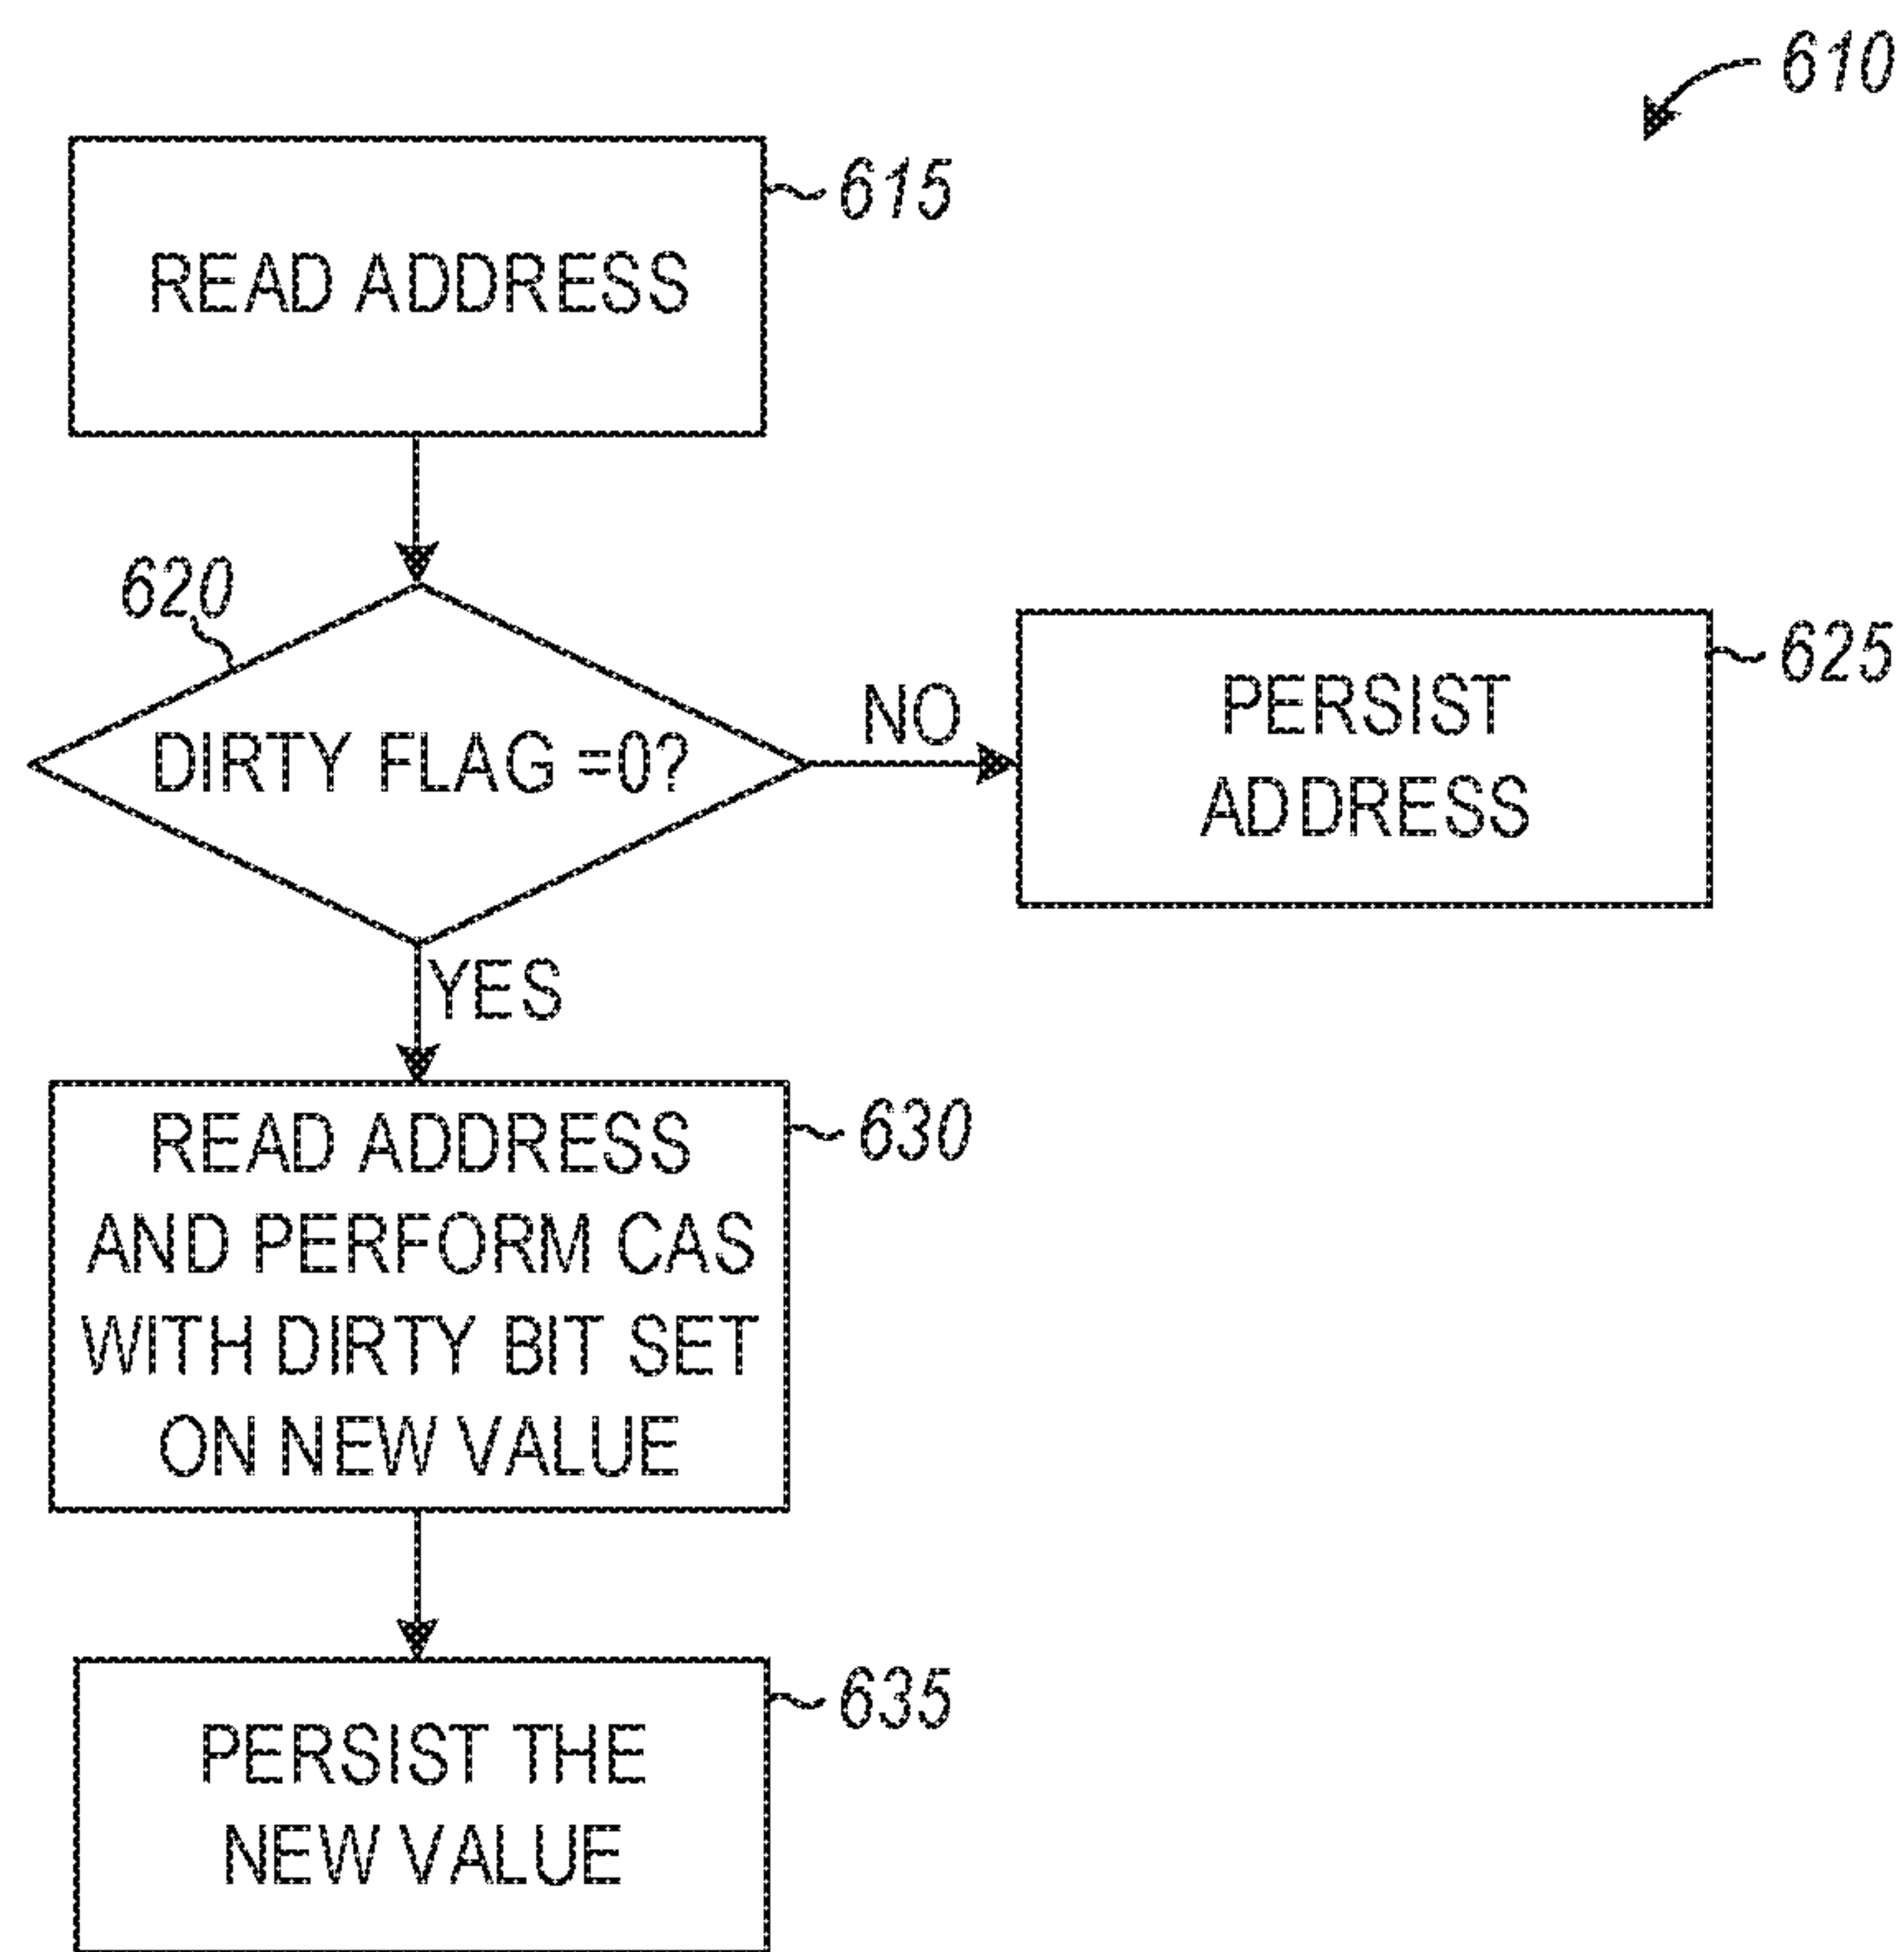 610
615
READ ADDRESS
620
DIRTY FLAG =0?
NO
625
PERSIST
ADDRESS
YES
630
READ ADDRESS
AND PERFORM CAS
WITH DIRTY BIT SET
ON NEW VALUE
635
PERSIST THE
NEW VALUE